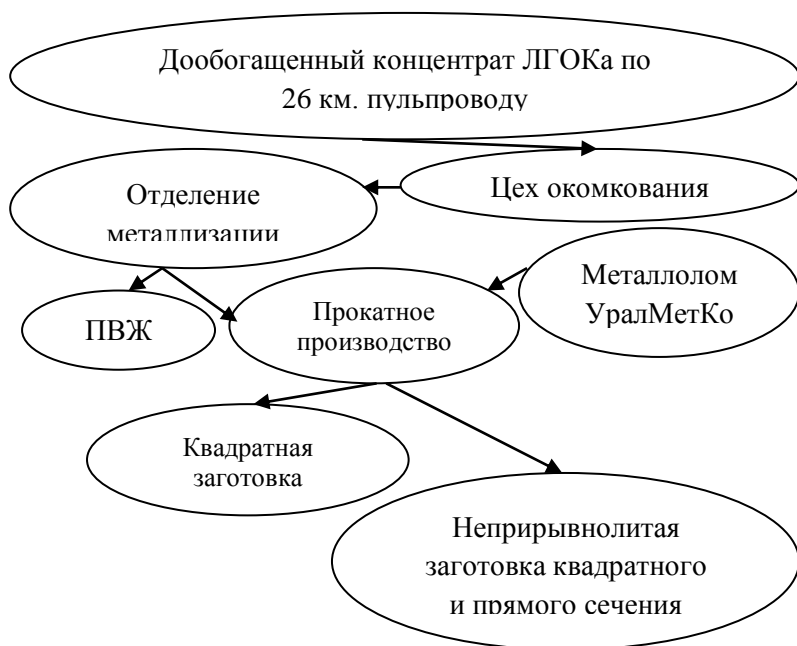 Дообогащенный концентрат ЛГОКа по
26 км. пульпроводу
Цех окомкования
Отделение
металлизации
Металлолом
УралМетКо
ПВЖ
Прокатное
производство
Квадратная
заготовка
Неприрывнолитая
заготовка квадратного
и прямого сечения